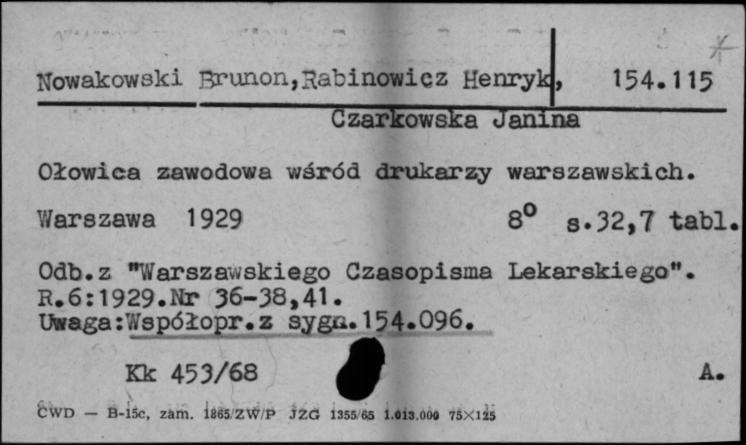 Nowakowski Brunon,Rabinowicz Henryk, 154.115
Czarkowska Janina
Ołowica zawodowa wśród drukarzy warszawskich.
Warszawa 1929 8° s.32,7 tabl.
Odb.z "Warszawskiego Czasopisma Lekarskiego".
R.6:1929.Nr 36-38,41.
Uwaga:Współopr.z sygn.154.096.
Kk 453/68 A.
CWD — B-15c, zam. 1865/ZW/P JZG 1355/65 1.013.000 75×125